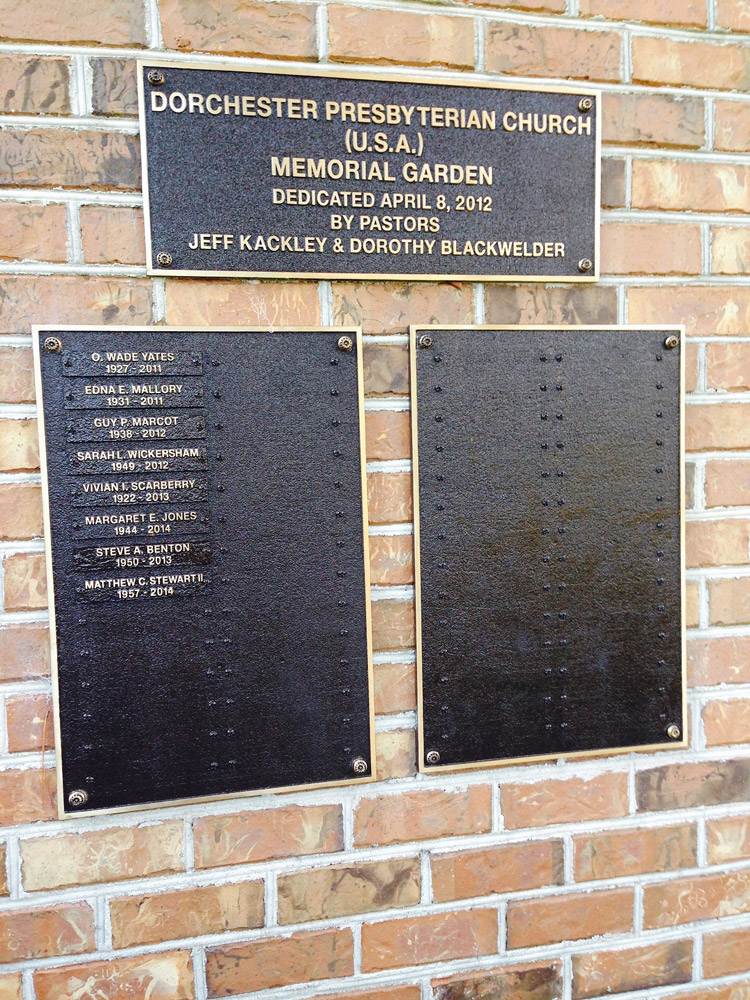 DORCHESTER PRESBYTERIAN CHURCH
(U.S.A.)
MEMORIAL GARDEN
DEDICATED APRIL 8, 2012
BY PASTORS
JEFF KACKLEY & DOROTHY BLACKWELDER
O. WADE YATES
1927 - 2011
EDNA E. MALLORY
1931 - 2011
GUY P. MARCOT
1938 - 2012
SARAH L. WICKERSHAM
1949 - 2012
VIVIAN I. SCARBERRY
1922 - 2013
MARGARET E. JONES
1944 - 2014
STEVE A. BENTON
1950 - 2013
MATTHEW C. STEWART II
1957 - 2014